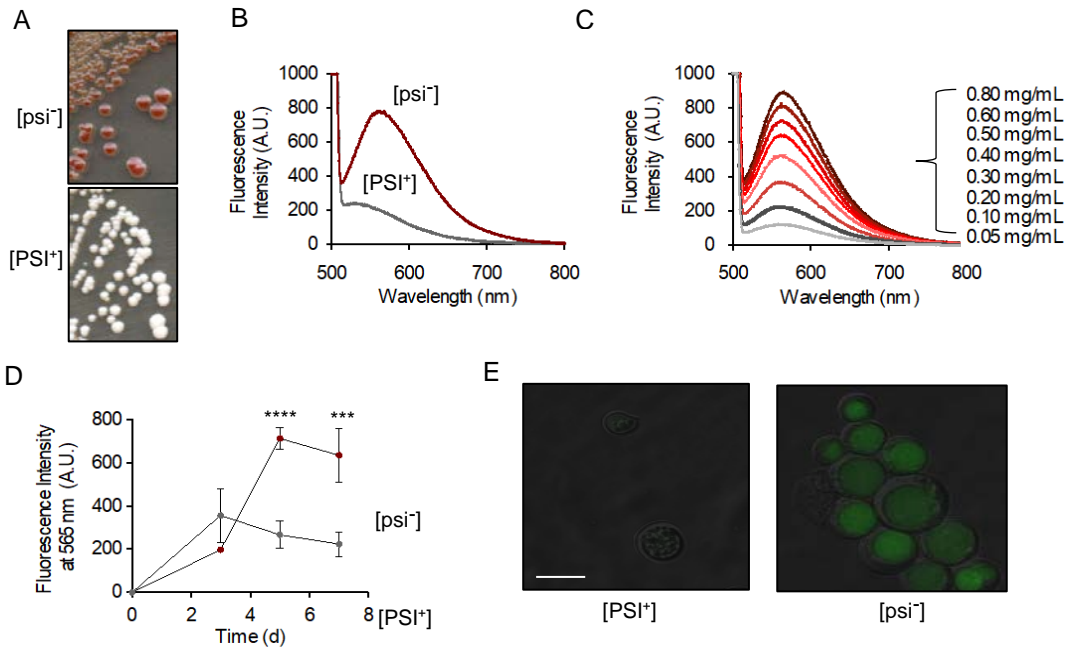 A
[psi⁻]
[PSI⁺]
B
Fluorescence
Intensity (A.U.)
1000
800
600
400
200
0
500
600
700
800
Wavelength (nm)
[psi⁻]
[PSI⁺]
C
Fluorescence
Intensity (A.U.)
1000
800
600
400
200
0
500
600
700
800
Wavelength (nm)
0.80 mg/mL
0.60 mg/mL
0.50 mg/mL
0.40 mg/mL
0.30 mg/mL
0.20 mg/mL
0.10 mg/mL
0.05 mg/mL
D
Fluorescence Intensity
at 565 nm (A.U.)
800
600
400
200
0
0
2
4
6
8
Time (d)
****
***
[psi⁻]
[PSI⁺]
E
[PSI⁺]
[psi⁻]